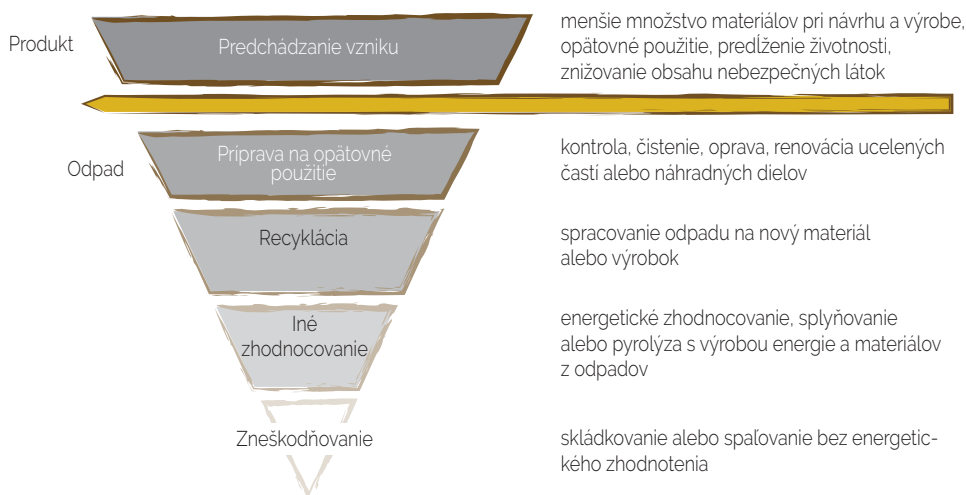 Produkt
Predchádzanie vzniku
menšie množstvo materiálov pri návrhu a výrobe,
opätovné použitie, predĺženie životnosti,
znižovanie obsahu nebezpečných látok
Odpad
Príprava na opätovné
použitie
kontrola, čistenie, oprava, renovácia ucelených
častí alebo náhradných dielov
Recyklácia
spracovanie odpadu na nový materiál
alebo výrobok
Iné
zhodnocovanie
energetické zhodnocovanie, splyňovanie
alebo pyrolýza s výrobou energie a materiálov
z odpadov
Zneškodňovanie
skládkovanie alebo spaľovanie bez energetic-
kého zhodnotenia